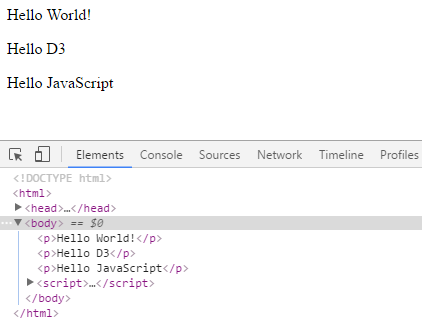 Hello World!
Hello D3
Hello JavaScript
Elements Console Sources Network Timeline Profiles
<!DOCTYPE html>
<html>
<head>…</head>
<body> == $0
<p>Hello World!</p>
<p>Hello D3</p>
<p>Hello JavaScript</p>
<script>…</script>
</body>
</html>